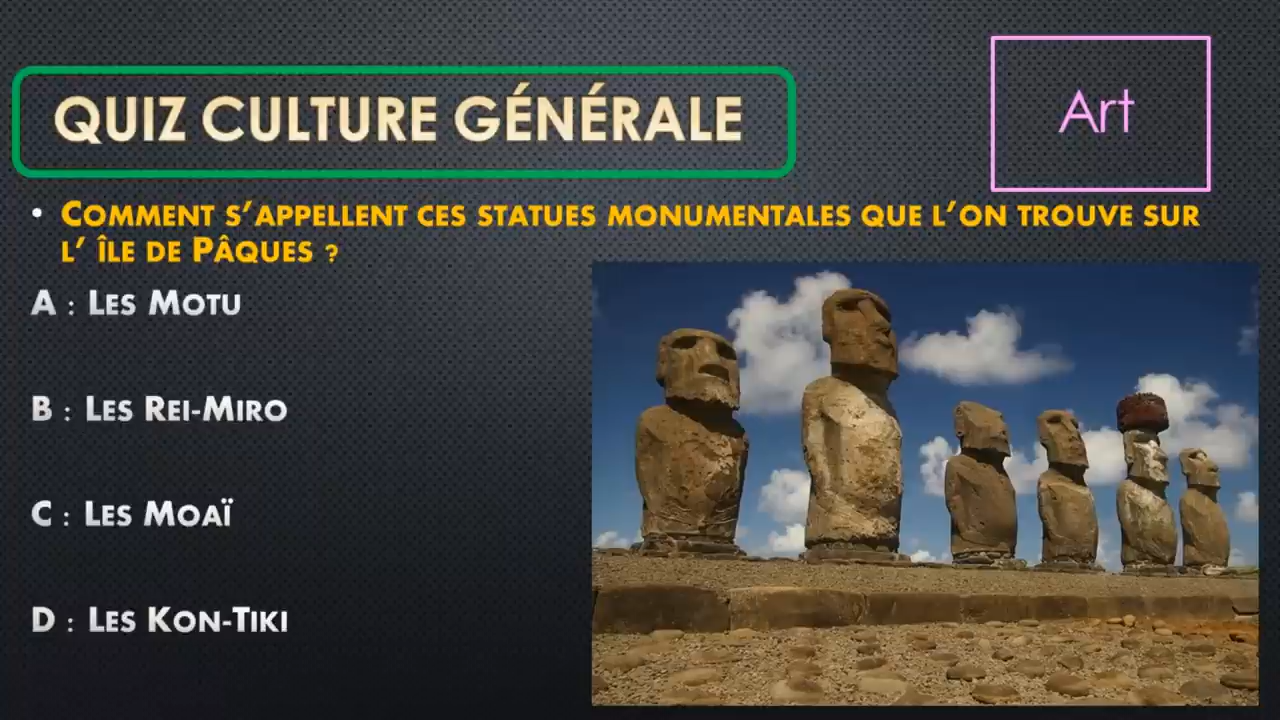 QUIZ CULTURE GÉNÉRALE
Art
• COMMENT S'APPELLENT CES STATUES MONUMENTALES QUE L'ON TROUVE SUR
L' ÎLE DE PÂQUES ?
A : LES MOTU
B : LES REI-MIRO
C : LES MOAÏ
D : LES KON-TIKI